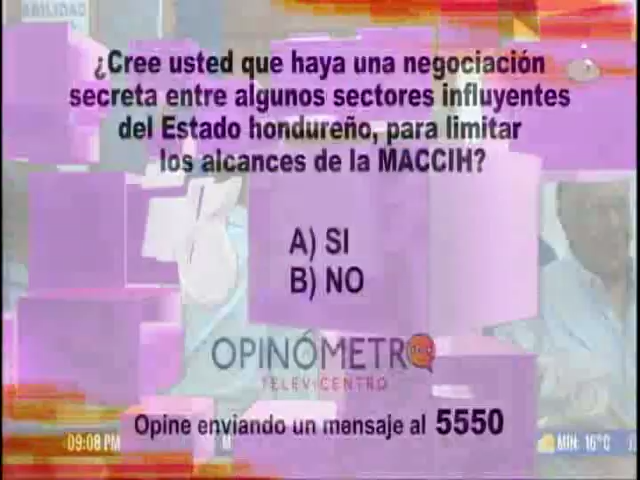 ABILIDAD
¿Cree usted que haya una negociación
secreta entre algunos sectores influyentes
del Estado hondureño, para limitar
los alcances de la MACCIH?
A) SI
B) NO
OPINÓMETRO
TELEVICENTRO
Opine enviando un mensaje al 5550
09:08 PM
MIN: 16°C